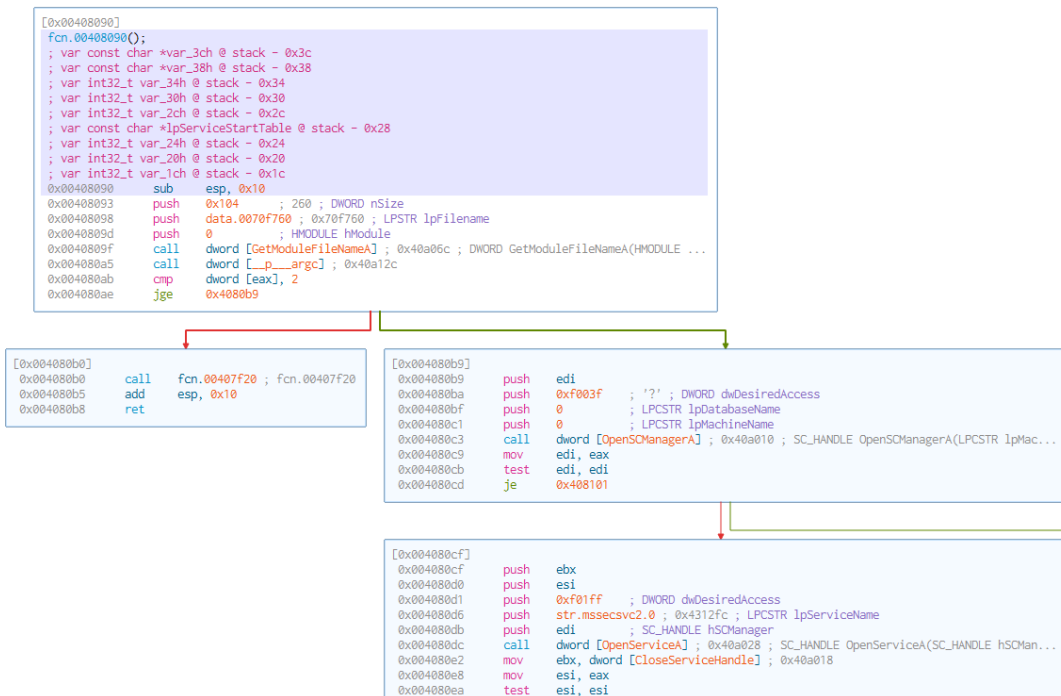 [0x00408090]
fcn.00408090();
; var const char *var_3ch @ stack - 0x3c
; var const char *var_38h @ stack - 0x38
; var int32_t var_34h @ stack - 0x34
; var int32_t var_30h @ stack - 0x30
; var int32_t var_2ch @ stack - 0x2c
; var const char *lpServiceStartTable @ stack - 0x28
; var int32_t var_24h @ stack - 0x24
; var int32_t var_20h @ stack - 0x20
; var int32_t var_1ch @ stack - 0x1c
0x00408090 sub esp, 0x10
0x00408093 push 0x104 ; 260 ; DWORD nSize
0x00408098 push data.0070f760 ; 0x70f760 ; LPSTR lpFilename
0x0040809d push 0 ; HMODULE hModule
0x0040809f call dword [GetModuleFileNameA] ; 0x40a06c ; DWORD GetModuleFileNameA(HMODULE ...
0x004080a5 call dword [__p___argc] ; 0x40a12c
0x004080ab cmp dword [eax], 2
0x004080ae jge 0x4080b9
[0x004080b0]
0x004080b0 call fcn.00407f20 ; fcn.00407f20
0x004080b5 add esp, 0x10
0x004080b8 ret
[0x004080b9]
0x004080b9 push edi
0x004080ba push 0xf003f ; '?' ; DWORD dwDesiredAccess
0x004080bf push 0 ; LPCSTR lpDatabaseName
0x004080c1 push 0 ; LPCSTR lpMachineName
0x004080c3 call dword [OpenSCManagerA] ; 0x40a010 ; SC_HANDLE OpenSCManagerA(LPCSTR lpMac...
0x004080c9 mov edi, eax
0x004080cb test edi, edi
0x004080cd je 0x408101
[0x004080cf]
0x004080cf push ebx
0x004080d0 push esi
0x004080d1 push 0xf01ff ; DWORD dwDesiredAccess
0x004080d6 push str.mssecsvc2.0 ; 0x4312fc ; LPCSTR lpServiceName
0x004080db push edi ; SC_HANDLE hSCManager
0x004080dc call dword [OpenServiceA] ; 0x40a028 ; SC_HANDLE OpenServiceA(SC_HANDLE hSCMan...
0x004080e2 mov ebx, dword [CloseServiceHandle] ; 0x40a018
0x004080e8 mov esi, eax
0x004080ea test esi, esi